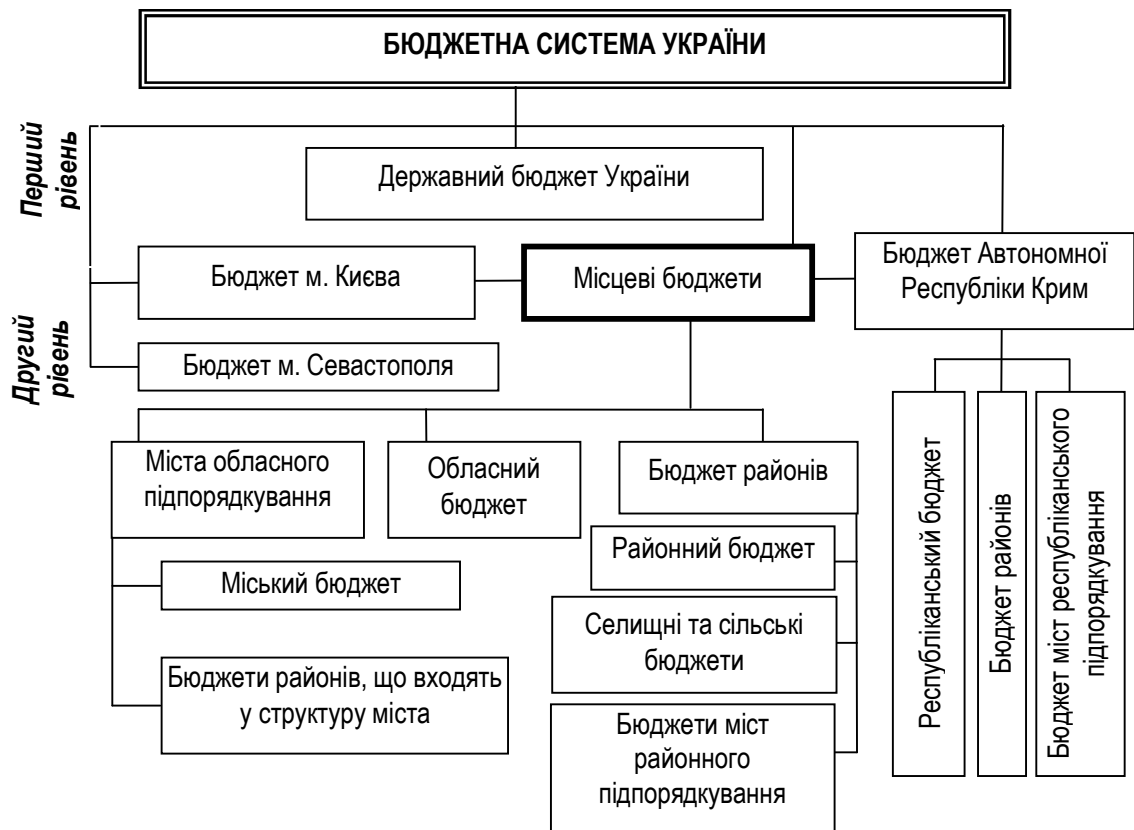 БЮДЖЕТНА СИСТЕМА УКРАЇНИ
Перший
рівень
Державний бюджет України
Бюджет м. Києва
Місцеві бюджети
Бюджет Автономної
Республіки Крим
Другий
рівень
Бюджет м. Севастополя
Міста обласного
підпорядкування
Обласний
бюджет
Бюджет районів
Міський бюджет
Бюджети районів, що входять
у структуру міста
Районний бюджет
Селищні та сільські
бюджети
Бюджети міст
районного
підпорядкування
Республіканський бюджет
Бюджет районів
Бюджет міст республіканського
підпорядкування